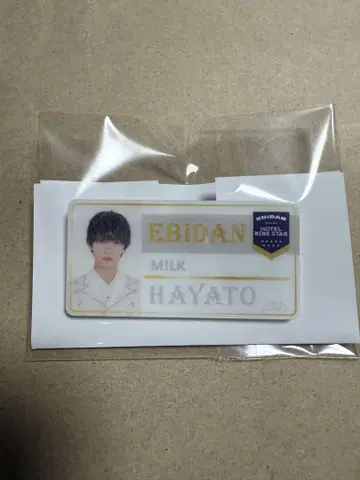 EBIDAN
MILK
HAYATO
EBIDAN
HOTEL
NINE STAR